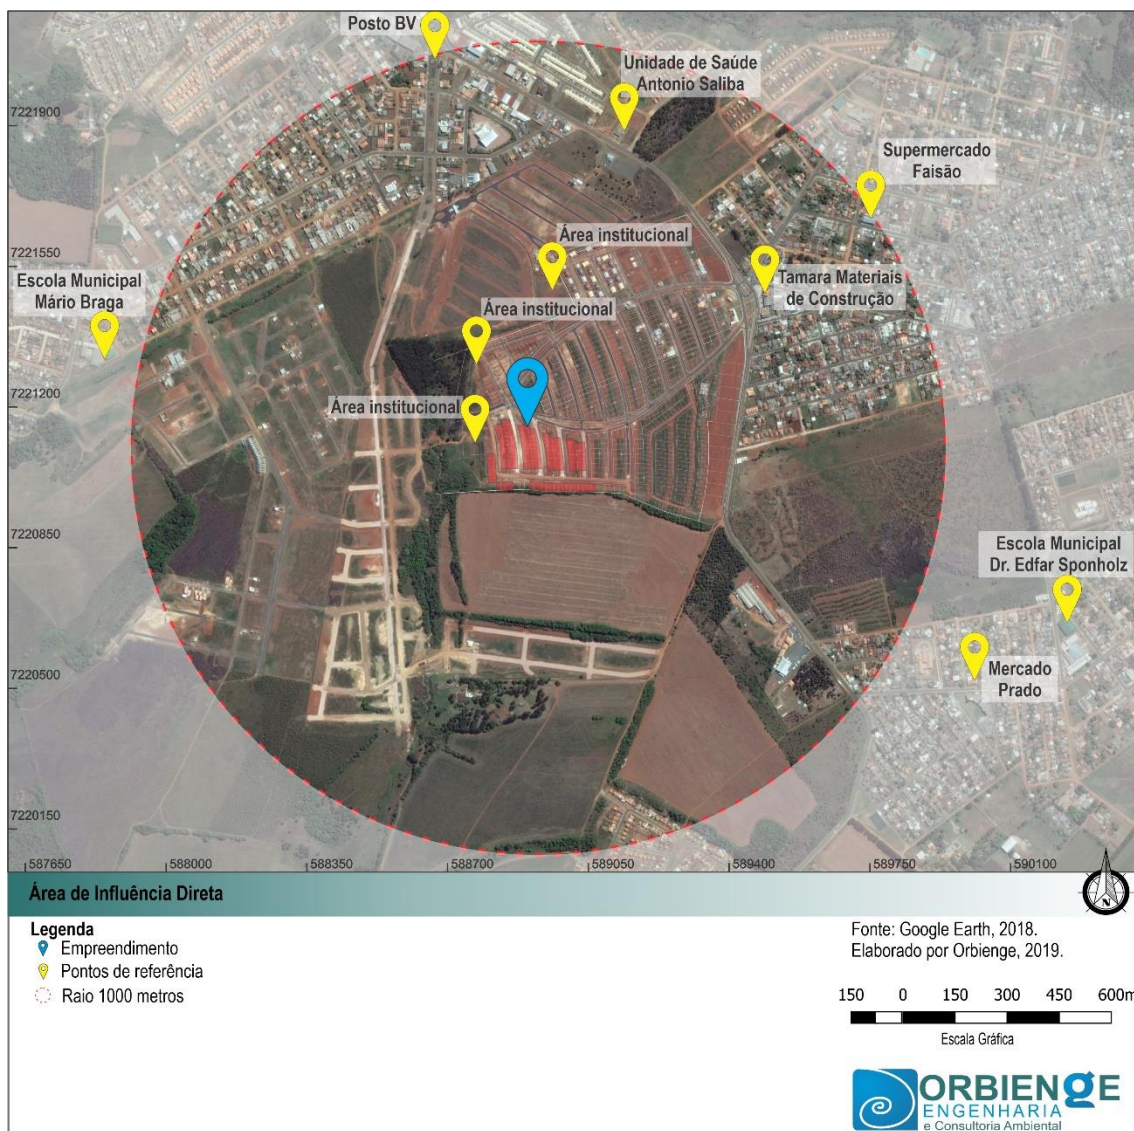 Posto BV
Unidade de Saúde
Antonio Saliba
7221900
Supermercado
Faisão
Área institucional
7221550
Escola Municipal
Mário Braga
Tamara Materiais
de Construção
Área institucional
7221200
Área institucional
7220850
Escola Municipal
Dr. Edfar Sponholz
7220500
Mercado
Prado
7220150
587650 588000 588350 588700 589050 589400 589750 590100
Área de Influência Direta
N
Legenda
Empreendimento
Pontos de referência
Raio 1000 metros
Fonte: Google Earth, 2018.
Elaborado por Orbienge, 2019.
150 0 150 300 450 600m
Escala Gráfica
ORBIENGE
ENGENHARIA
e Consultoria Ambiental